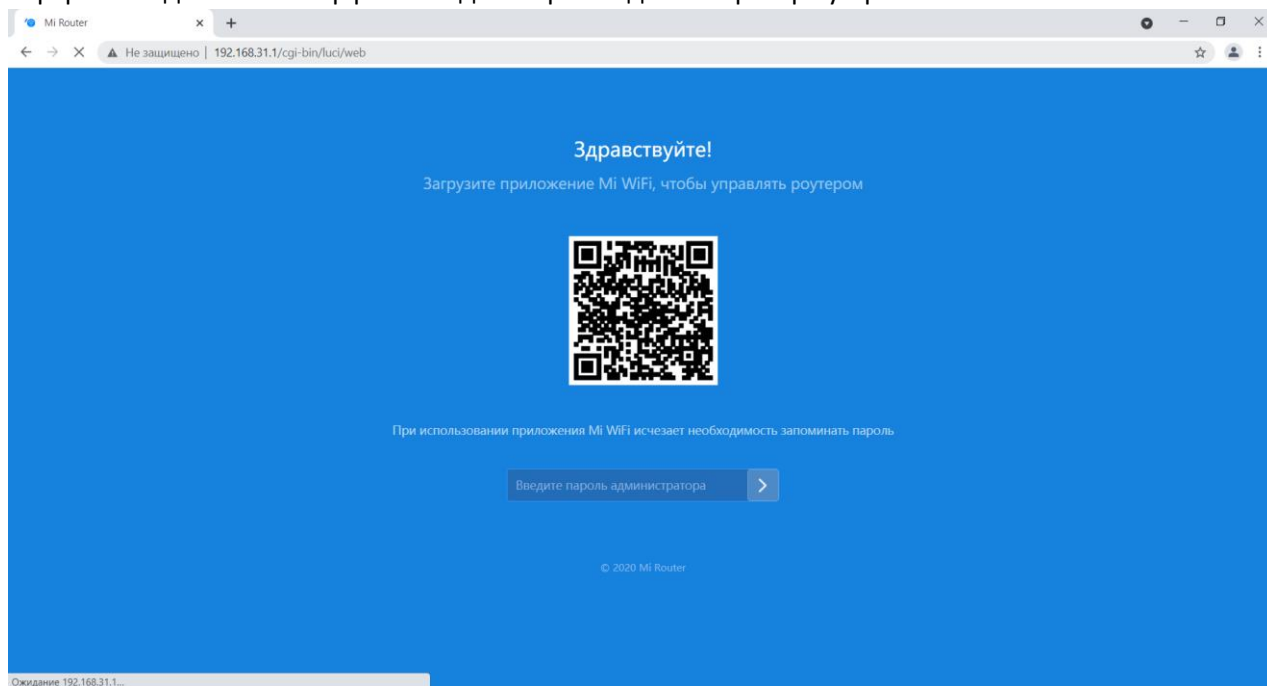 Mi Router
Не защищено | 192.168.31.1/cgi-bin/luci/web
Здравствуйте!
Загрузите приложение Mi WiFi, чтобы управлять роутером
При использовании приложения Mi WiFi исчезает необходимость запоминать пароль
Введите пароль администратора
© 2020 Mi Router
Ожидание 192.168.31.1...